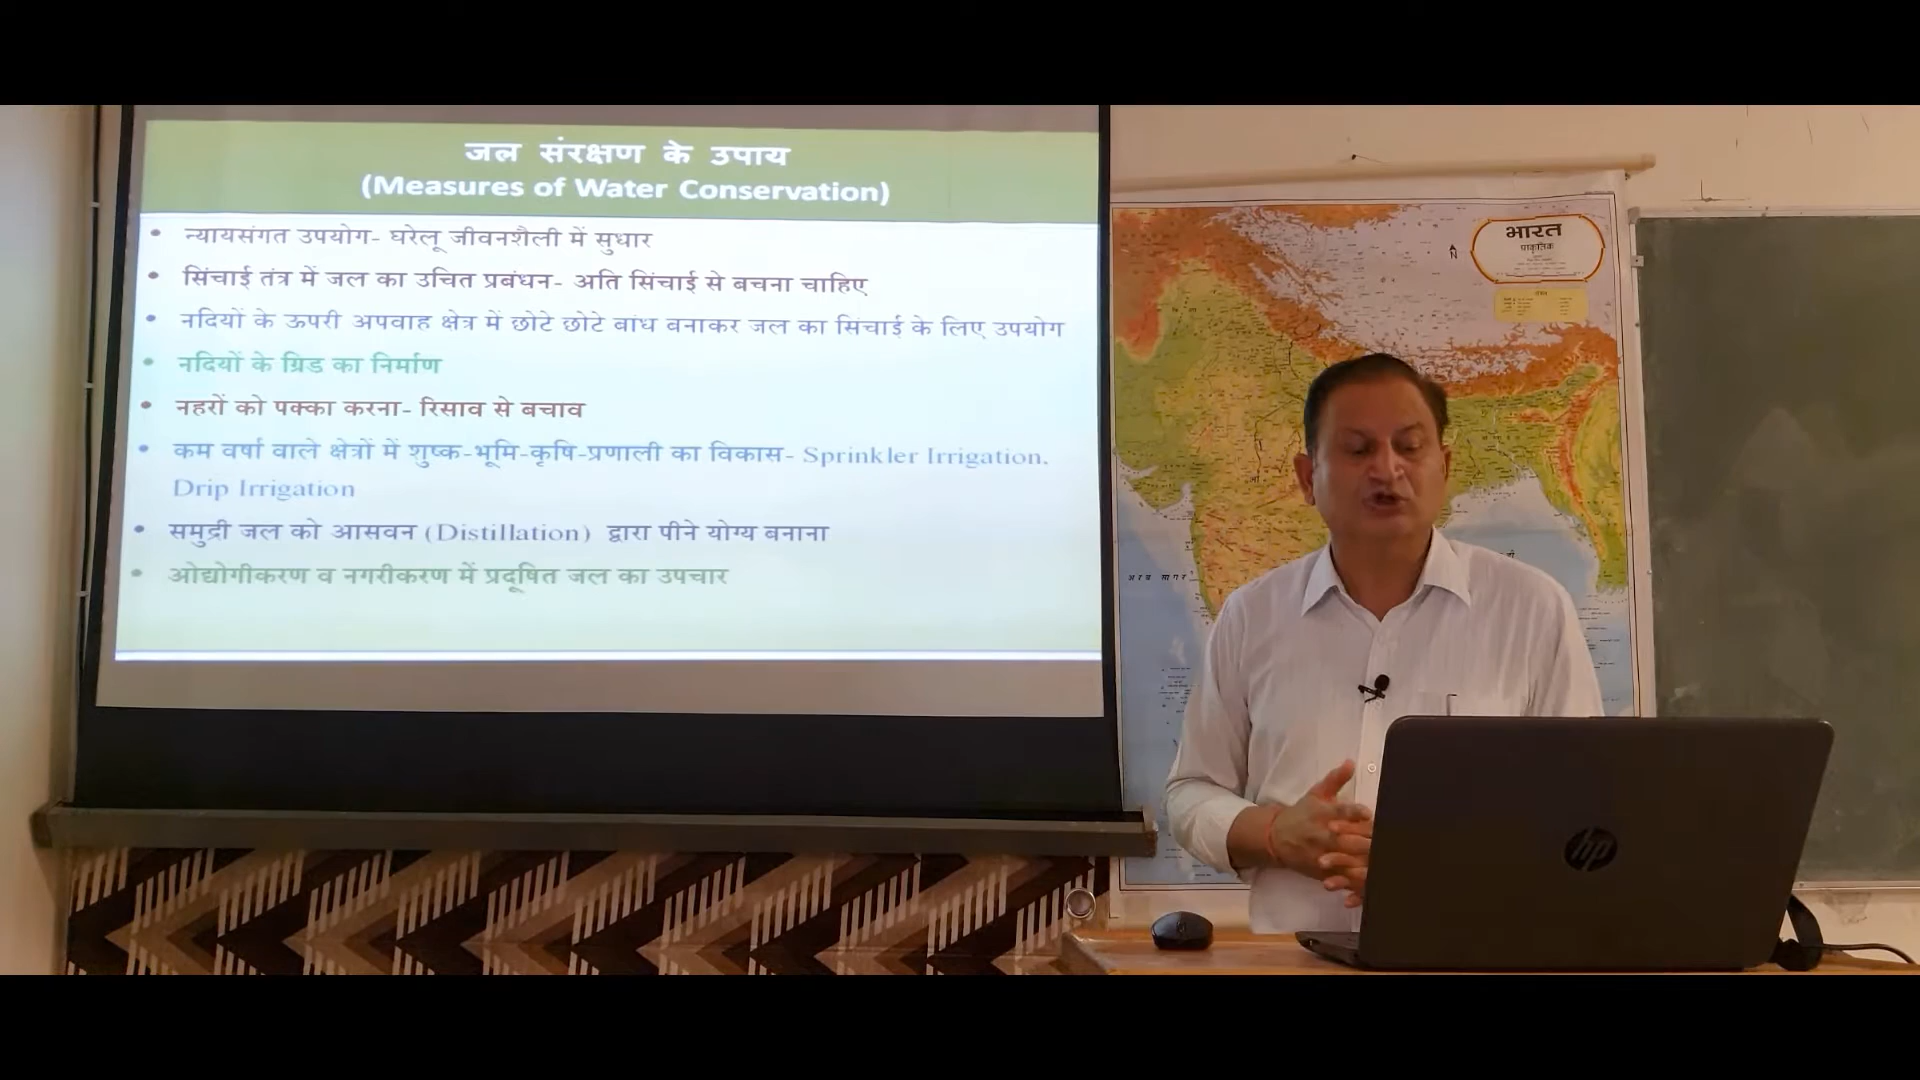 जल संरक्षण के उपाय
(Measures of Water Conservation)
• न्यायसंगत उपयोग- घरेलू जीवनशैली में सुधार
• सिंचाई तंत्र में जल का उचित प्रबंधन- अति सिंचाई से बचना चाहिए
• नदियों के ऊपरी अपवाह क्षेत्र में छोटे छोटे बांध बनाकर जल का सिंचाई के लिए उपयोग
• नदियों के ग्रिड का निर्माण
• नहरों को पक्का करना- रिसाव से बचाव
• कम वर्षा वाले क्षेत्रों में शुष्क-भूमि-कृषि-प्रणाली का विकास- Sprinkler Irrigation,
Drip Irrigation
• समुद्री जल को आसवन (Distillation) द्वारा पीने योग्य बनाना
• ओद्योगीकरण व नगरीकरण में प्रदूषित जल का उपचार
भारत
प्राकृतिक
N
अरब सागर
hp